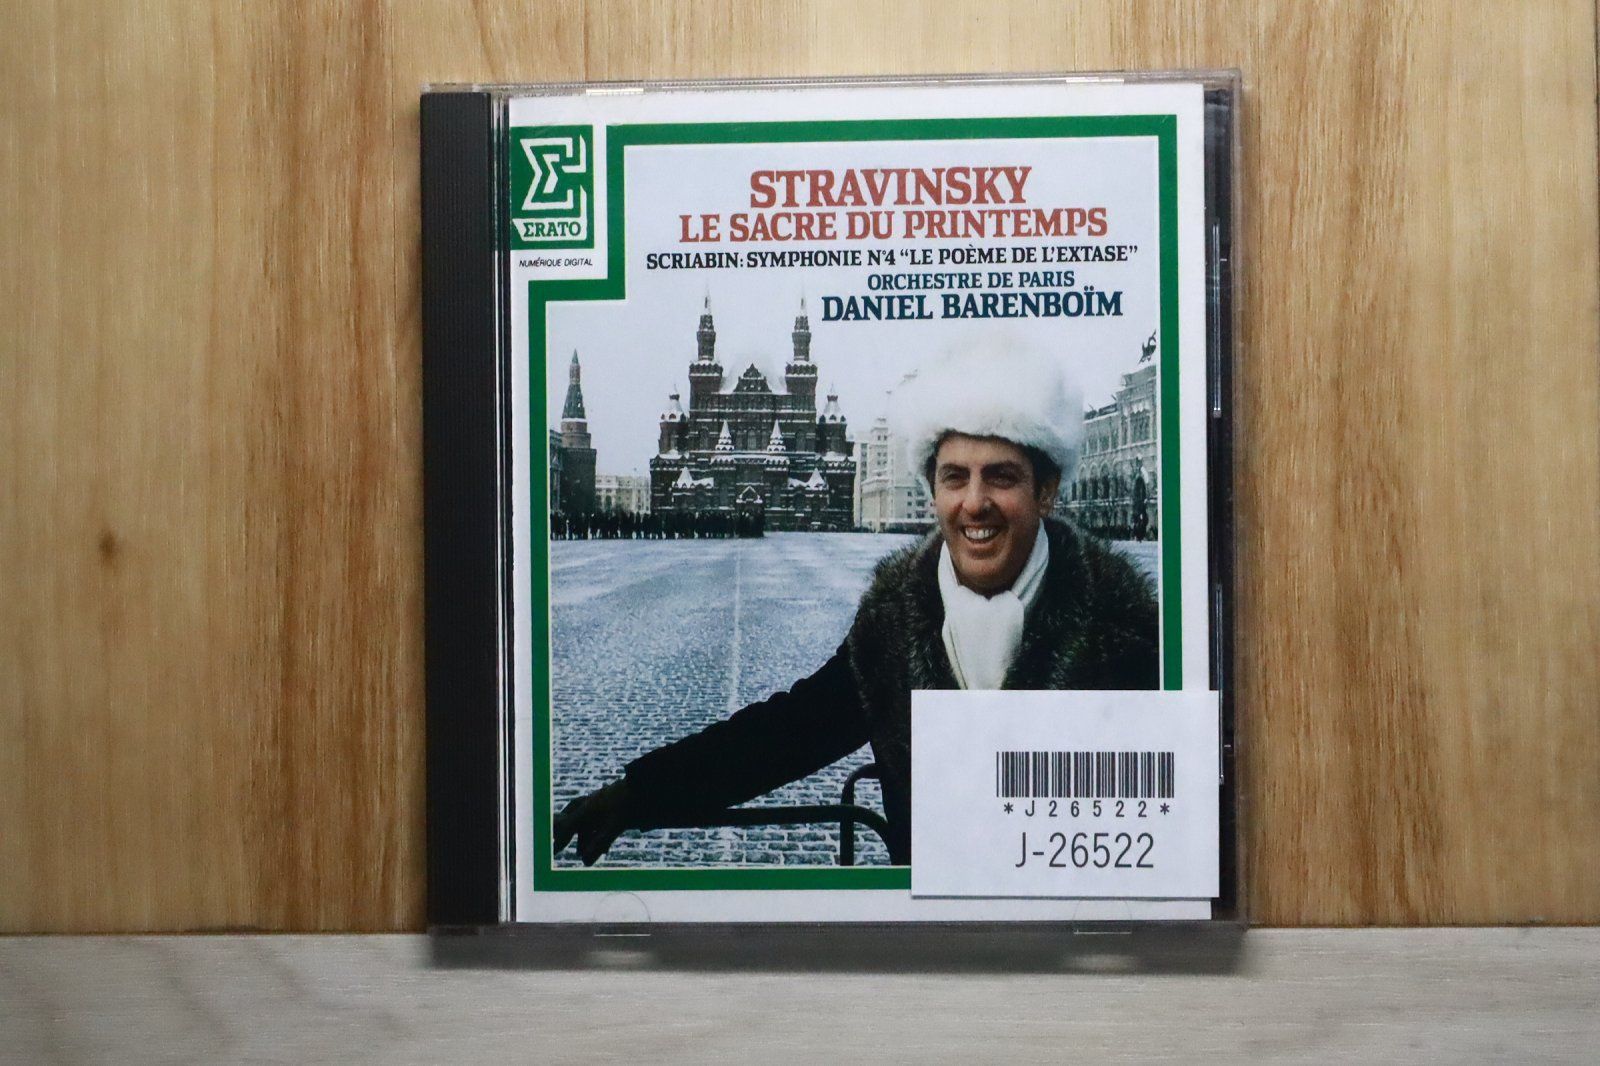 ΣRATO
NUMÉRIQUE DIGITAL
STRAVINSKY
LE SACRE DU PRINTEMPS
SCRIABIN: SYMPHONIE N°4 “LE POÈME DE L’EXTASE”
ORCHESTRE DE PARIS
DANIEL BARENBOÏM
*J26522*
J-26522